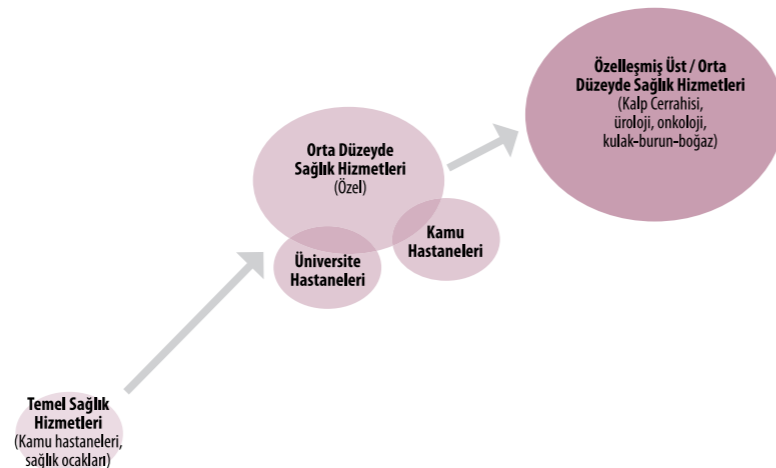 Özelleşmiş Üst / Orta
Düzeyde Sağlık Hizmetleri
(Kalp Cerrahisi,
üroloji, onkoloji,
kulak-burun-boğaz)
Orta Düzeyde
Sağlık Hizmetleri
(Özel)
Kamu
Hastaneleri
Üniversite
Hastaneleri
Temel Sağlık
Hizmetleri
(Kamu hastaneleri,
sağlık ocakları)